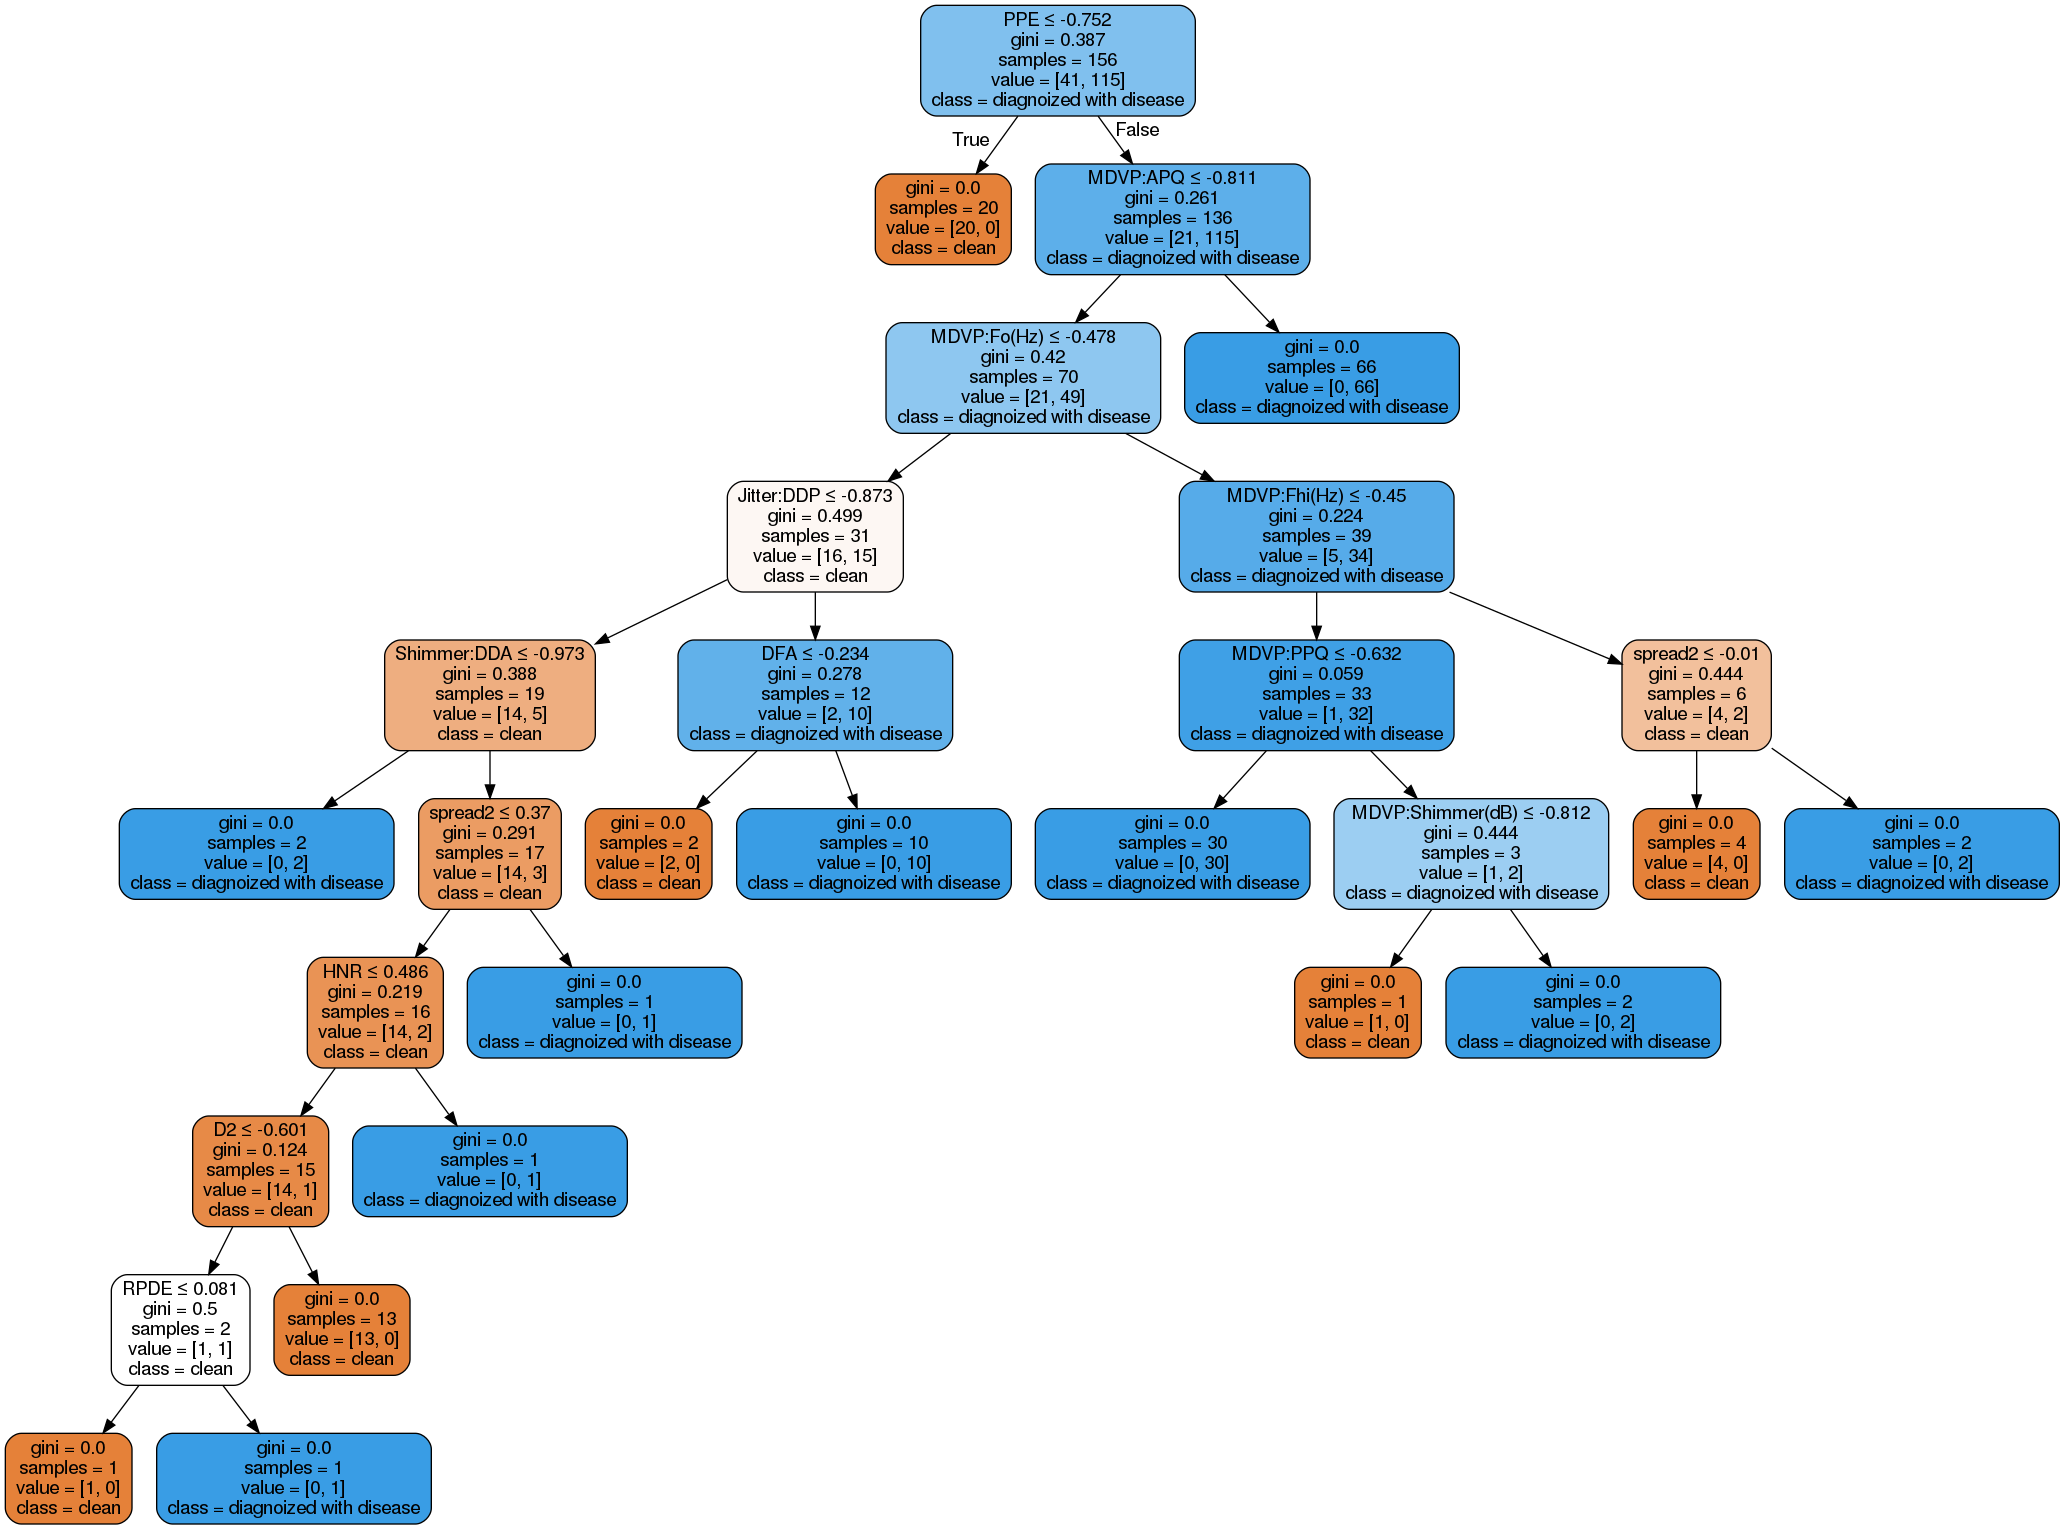 PPE ≤ -0.752
gini = 0.387
samples = 156
value = [41, 115]
class = diagnoized with disease
True
False
gini = 0.0
samples = 20
value = [20, 0]
class = clean
MDVP:APQ ≤ -0.811
gini = 0.261
samples = 136
value = [21, 115]
class = diagnoized with disease
MDVP:Fo(Hz) ≤ -0.478
gini = 0.42
samples = 70
value = [21, 49]
class = diagnoized with disease
gini = 0.0
samples = 66
value = [0, 66]
class = diagnoized with disease
Jitter:DDP ≤ -0.873
gini = 0.499
samples = 31
value = [16, 15]
class = clean
MDVP:Fhi(Hz) ≤ -0.45
gini = 0.224
samples = 39
value = [5, 34]
class = diagnoized with disease
Shimmer:DDA ≤ -0.973
gini = 0.388
samples = 19
value = [14, 5]
class = clean
DFA ≤ -0.234
gini = 0.278
samples = 12
value = [2, 10]
class = diagnoized with disease
MDVP:PPQ ≤ -0.632
gini = 0.059
samples = 33
value = [1, 32]
class = diagnoized with disease
spread2 ≤ -0.01
gini = 0.444
samples = 6
value = [4, 2]
class = clean
gini = 0.0
samples = 2
value = [0, 2]
class = diagnoized with disease
spread2 ≤ 0.37
gini = 0.291
samples = 17
value = [14, 3]
class = clean
gini = 0.0
samples = 2
value = [2, 0]
class = clean
gini = 0.0
samples = 10
value = [0, 10]
class = diagnoized with disease
gini = 0.0
samples = 30
value = [0, 30]
class = diagnoized with disease
MDVP:Shimmer(dB) ≤ -0.812
gini = 0.444
samples = 3
value = [1, 2]
class = diagnoized with disease
gini = 0.0
samples = 4
value = [4, 0]
class = clean
gini = 0.0
samples = 2
value = [0, 2]
class = diagnoized with disease
HNR ≤ 0.486
gini = 0.219
samples = 16
value = [14, 2]
class = clean
gini = 0.0
samples = 1
value = [0, 1]
class = diagnoized with disease
gini = 0.0
samples = 1
value = [1, 0]
class = clean
gini = 0.0
samples = 2
value = [0, 2]
class = diagnoized with disease
D2 ≤ -0.601
gini = 0.124
samples = 15
value = [14, 1]
class = clean
gini = 0.0
samples = 1
value = [0, 1]
class = diagnoized with disease
RPDE ≤ 0.081
gini = 0.5
samples = 2
value = [1, 1]
class = clean
gini = 0.0
samples = 13
value = [13, 0]
class = clean
gini = 0.0
samples = 1
value = [1, 0]
class = clean
gini = 0.0
samples = 1
value = [0, 1]
class = diagnoized with disease